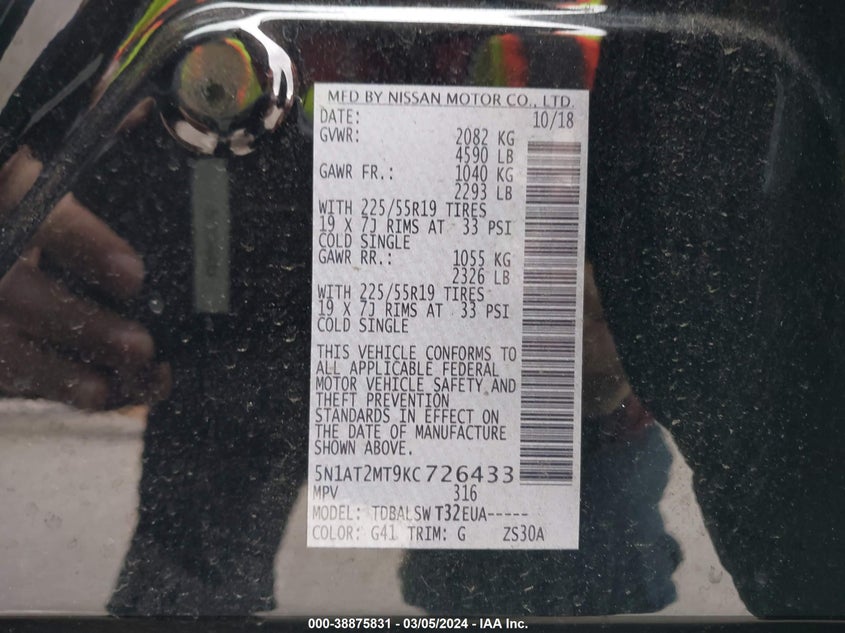 MFD BY NISSAN MOTOR CO., LTD.
DATE: 10/18
GVWR: 2082 KG
4590 LB
GAWR FR.: 1040 KG
2293 LB
WITH 225/55R19 TIRES
19 X 7J RIMS AT 33 PSI
COLD SINGLE
GAWR RR.: 1055 KG
2326 LB
WITH 225/55R19 TIRES
19 X 7J RIMS AT 33 PSI
COLD SINGLE
THIS VEHICLE CONFORMS TO
ALL APPLICABLE FEDERAL
MOTOR VEHICLE SAFETY AND
THEFT PREVENTION
STANDARDS IN EFFECT ON
THE DATE OF MANUFACTURE
SHOWN ABOVE.
5N1AT2MT9KC726433
MPV 316
MODEL: TDBALSW T32EUA-----
COLOR: G41 TRIM: G ZS30A
000-38875831 - 03/05/2024 - IAA Inc.